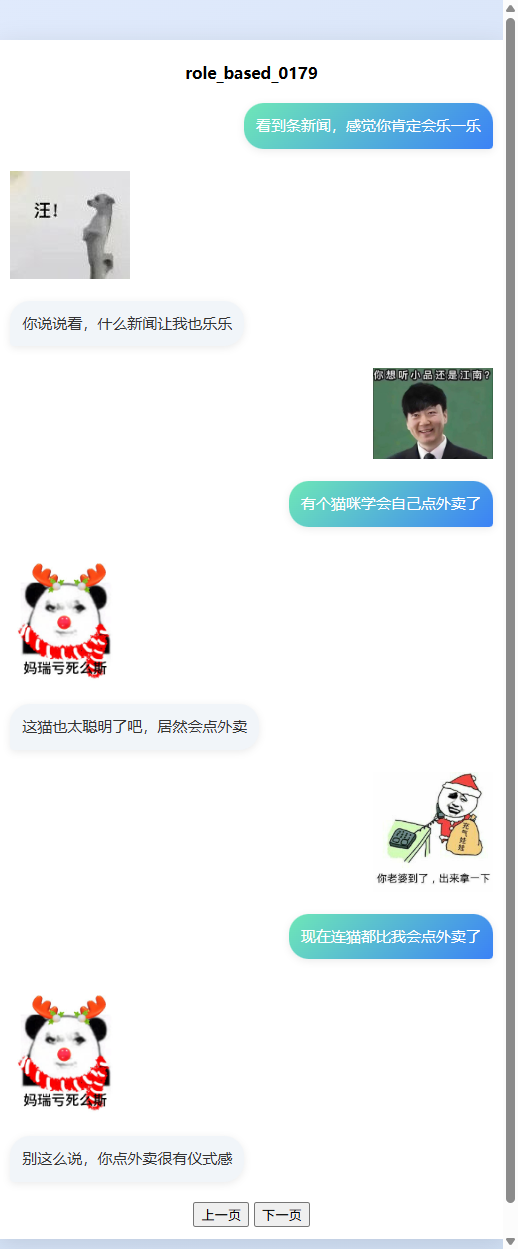 role_based_0179
看到条新闻，感觉你肯定会乐一乐
汪！
你说说看，什么新闻让我也乐乐
你想听小品还是江南？
有个猫咪学会自己点外卖了
妈瑞亏死么斯
这猫也太聪明了吧，居然会点外卖
充气娃娃
你老婆到了，出来拿一下
现在连猫都比我会点外卖了
妈瑞亏死么斯
别这么说，你点外卖很有仪式感
上一页 下一页